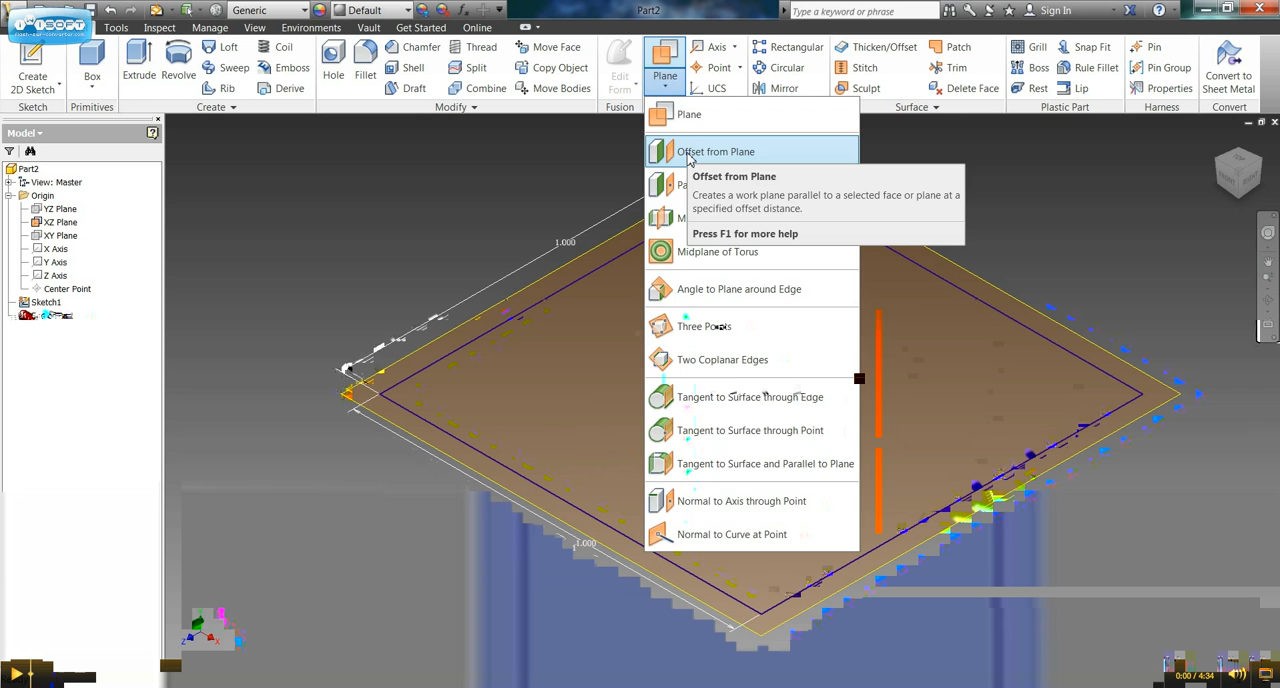 Generic
Default
Part2
Type a keyword or phrase.
Sign In
iwiSOFT
FREE VIDEO CONVERTER
Tools Inspect Manage View Environments Vault Get Started Online
Create
2D Sketch
Box
Extrude
Revolve
Loft
Sweep
Rib
Coil
Emboss
Derive
Hole
Fillet
Chamfer
Shell
Draft
Thread
Split
Combine
Move Face
Copy Object
Move Bodies
Edit
Form
Plane
Axis
Point
UCS
Rectangular
Circular
Mirror
Thicken/Offset
Stitch
Sculpt
Patch
Trim
Delete Face
Grill
Boss
Rest
Snap Fit
Rule Fillet
Lip
Pin
Pin Group
Properties
Convert to
Sheet Metal
Sketch Primitives Create Modify Fusion Surface Plastic Part Harness Convert
Model
Part2
View: Master
Origin
YZ Plane
XZ Plane
XY Plane
X Axis
Y Axis
Z Axis
Center Point
Sketch1
Plane
Offset from Plane
Offset from Plane
Creates a work plane parallel to a selected face or plane at a
specified offset distance.
Press F1 for more help
Midplane of Torus
Angle to Plane around Edge
Three Points
Two Coplanar Edges
Tangent to Surface through Edge
Tangent to Surface through Point
Tangent to Surface and Parallel to Plane
Normal to Axis through Point
Normal to Curve at Point
1.000
1.000
TOP
FRONT
RIGHT
Z
X
0:00 / 4:34